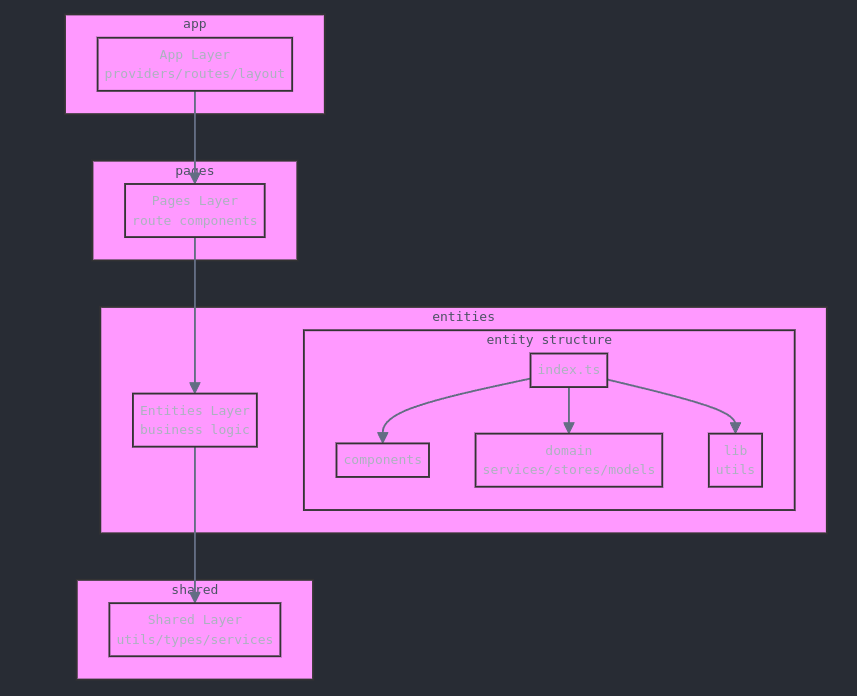 app
App Layer
providers/routes/layout
pages
Pages Layer
route components
entities
entity structure
index.ts
Entities Layer
business logic
components
domain
services/stores/models
lib
utils
shared
Shared Layer
utils/types/services